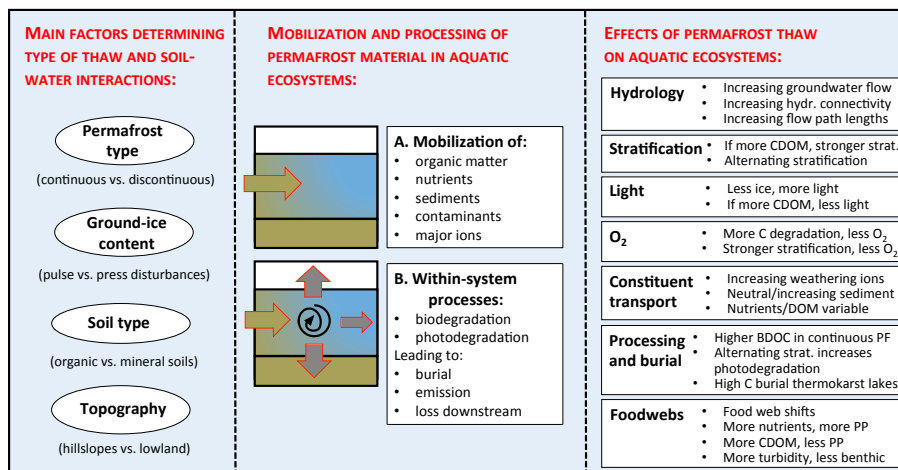 MAIN FACTORS DETERMINING
TYPE OF THAW AND SOIL-
WATER INTERACTIONS:
Permafrost
type
(continuous vs. discontinuous)
Ground-ice
content
(pulse vs. press disturbances)
Soil type
(organic vs. mineral soils)
Topography
(hillslopes vs. lowland)
MOBILIZATION AND PROCESSING OF
PERMAFROST MATERIAL IN AQUATIC
ECOSYSTEMS:
A. Mobilization of:
• organic matter
• nutrients
• sediments
• contaminants
• major ions
B. Within-system
processes:
• biodegradation
• photodegradation
Leading to:
• burial
• emission
• loss downstream
EFFECTS OF PERMAFROST THAW
ON AQUATIC ECOSYSTEMS:
Hydrology
• Increasing groundwater flow
• Increasing hydr. connectivity
• Increasing flow path lengths
Stratification
• If more CDOM, stronger strat.
• Alternating stratification
Light
• Less ice, more light
• If more CDOM, less light
O₂
• More C degradation, less O₂
• Stronger stratification, less O₂
Constituent
transport
• Increasing weathering ions
• Neutral/increasing sediment
• Nutrients/DOM variable
Processing
and burial
• Higher BDOC in continuous PF
• Alternating strat. increases
photodegradation
• High C burial thermokarst lakes
Foodwebs
• Food web shifts
• More nutrients, more PP
• More CDOM, less PP
• More turbidity, less benthic